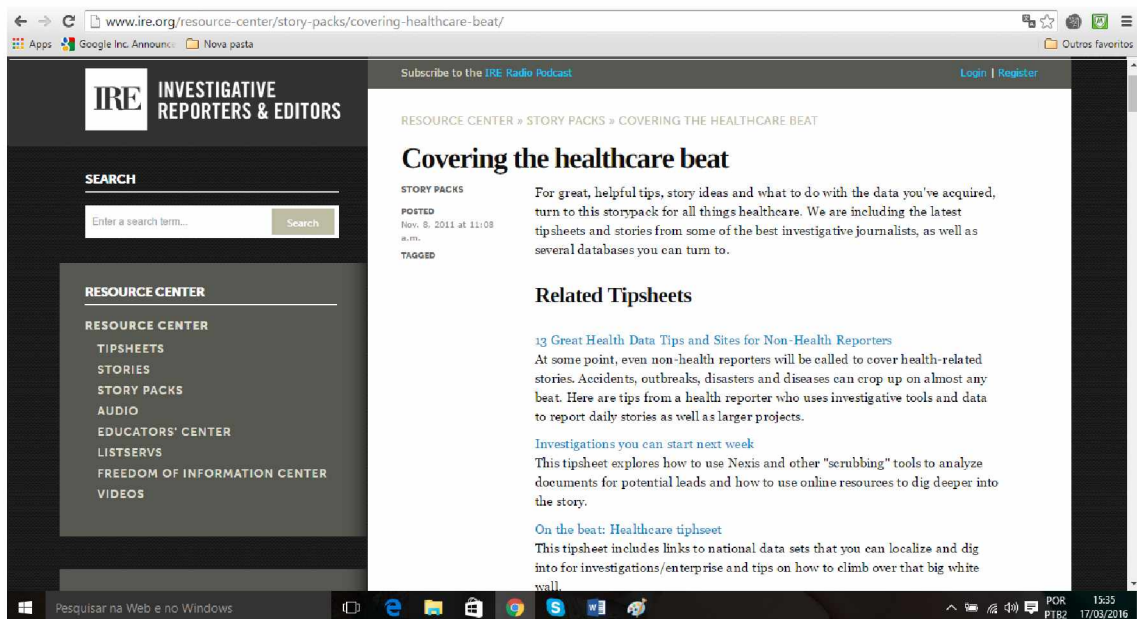 www.ire.org/resource-center/story-packs/covering-healthcare-beat/
Apps
Google Inc. Announce
Nova pasta
Outros favoritos
IRE
INVESTIGATIVE
REPORTERS & EDITORS
Subscribe to the IRE Radio Podcast
Login | Register
SEARCH
Enter a search term...
Search
RESOURCE CENTER
RESOURCE CENTER
TIPSHEETS
STORIES
STORY PACKS
AUDIO
EDUCATORS' CENTER
LISTSERVS
FREEDOM OF INFORMATION CENTER
VIDEOS
RESOURCE CENTER » STORY PACKS » COVERING THE HEALTHCARE BEAT
Covering the healthcare beat
STORY PACKS
POSTED
Nov. 8, 2011 at 11:08
a.m.
TAGGED
For great, helpful tips, story ideas and what to do with the data you've acquired,
turn to this storypack for all things healthcare. We are including the latest
tipsheets and stories from some of the best investigative journalists, as well as
several databases you can turn to.
Related Tipsheets
13 Great Health Data Tips and Sites for Non-Health Reporters
At some point, even non-health reporters will be called to cover health-related
stories. Accidents, outbreaks, disasters and diseases can crop up on almost any
beat. Here are tips from a health reporter who uses investigative tools and data
to report daily stories as well as larger projects.
Investigations you can start next week
This tipsheet explores how to use Nexis and other "scrubbing" tools to analyze
documents for potential leads and how to use online resources to dig deeper into
the story.
On the beat: Healthcare tiphseet
This tipsheet includes links to national data sets that you can localize and dig
into for investigations/enterprise and tips on how to climb over that big white
wall.
Pesquisar na Web e no Windows
POR
PTB2
15:35
17/03/2016